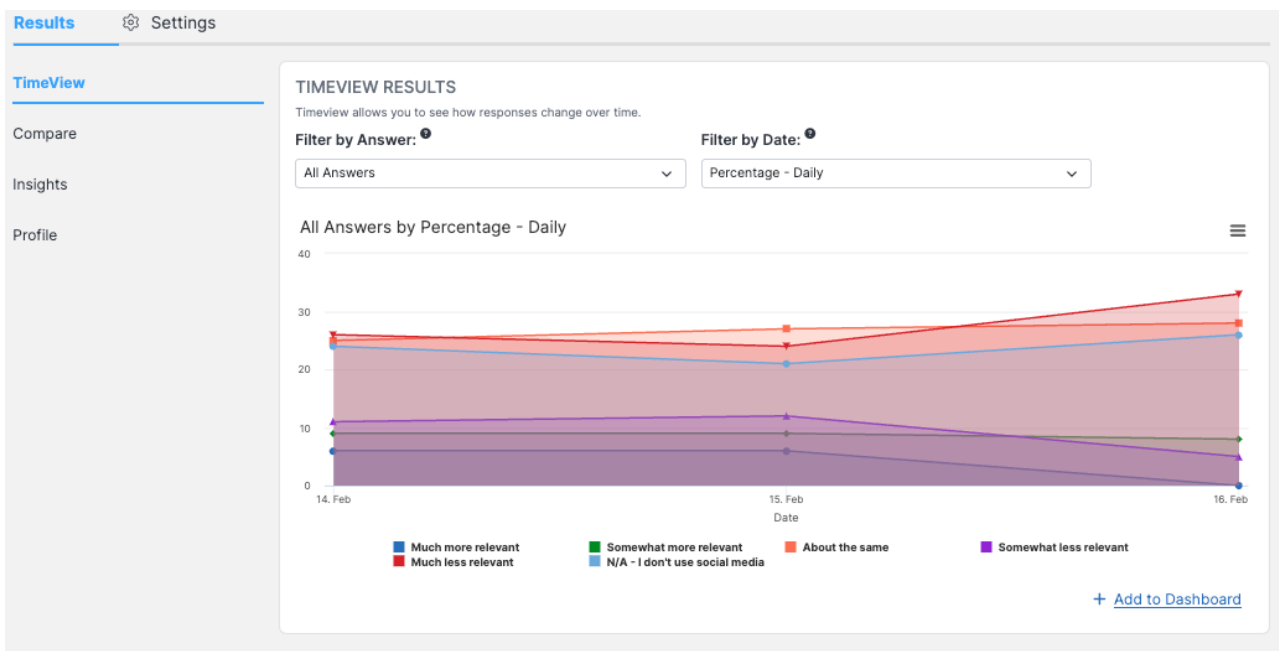 Results Settings
TimeView
Compare
Insights
Profile
TIMEVIEW RESULTS
Timeview allows you to see how responses change over time.
Filter by Answer: ? Filter by Date: ?
All Answers Percentage - Daily
All Answers by Percentage - Daily
40
30
20
10
0
14. Feb 15. Feb 16. Feb
Date
Much more relevant Somewhat more relevant About the same Somewhat less relevant
Much less relevant N/A - I don't use social media
+ Add to Dashboard